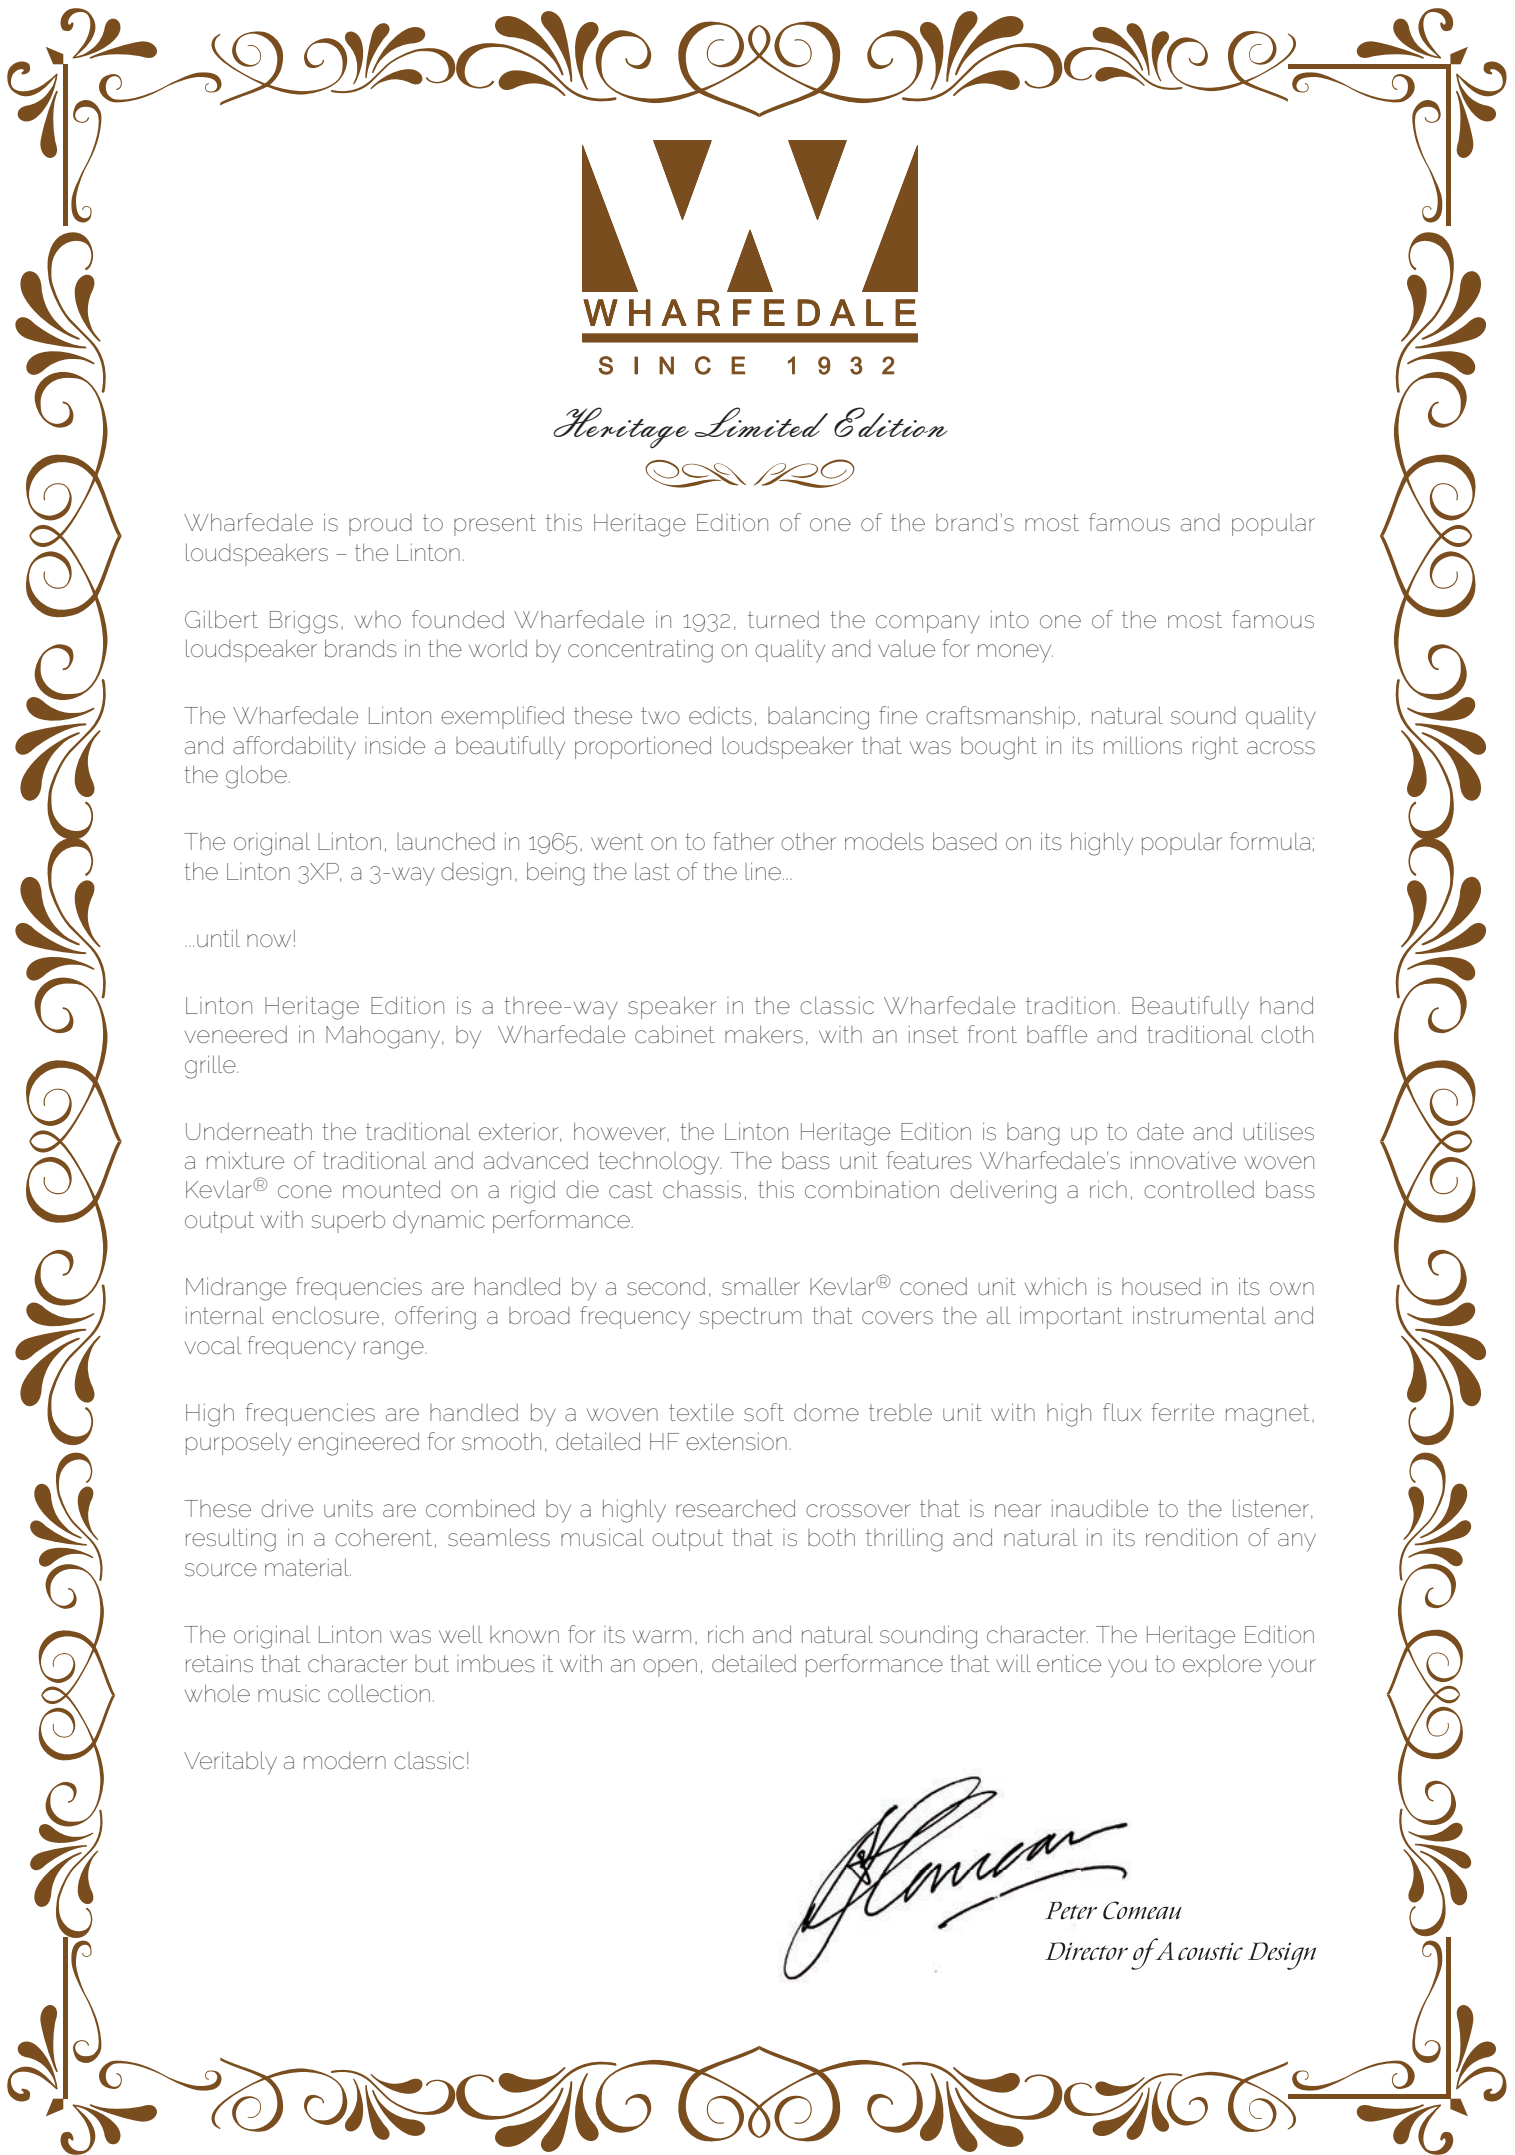 WHARFEDALE
SINCE 1932
Heritage Limited Edition
Wharfedale is proud to present this Heritage Edition of one of the brand's most famous and popular
loudspeakers – the Linton.
Gilbert Briggs, who founded Wharfedale in 1932, turned the company into one of the most famous
loudspeaker brands in the world by concentrating on quality and value for money.
The Wharfedale Linton exemplified these two edicts, balancing fine craftsmanship, natural sound quality
and affordability inside a beautifully proportioned loudspeaker that was bought in its millions right across
the globe.
The original Linton, launched in 1965, went on to father other models based on its highly popular formula;
the Linton 3XP, a 3-way design, being the last of the line...
...until now!
Linton Heritage Edition is a three-way speaker in the classic Wharfedale tradition. Beautifully hand
veneered in Mahogany, by Wharfedale cabinet makers, with an inset front baffle and traditional cloth
grille.
Underneath the traditional exterior, however, the Linton Heritage Edition is bang up to date and utilises
a mixture of traditional and advanced technology. The bass unit features Wharfedale's innovative woven
Kevlar® cone mounted on a rigid die cast chassis, this combination delivering a rich, controlled bass
output with superb dynamic performance.
Midrange frequencies are handled by a second, smaller Kevlar® coned unit which is housed in its own
internal enclosure, offering a broad frequency spectrum that covers the all important instrumental and
vocal frequency range.
High frequencies are handled by a woven textile soft dome treble unit with high flux ferrite magnet,
purposely engineered for smooth, detailed HF extension.
These drive units are combined by a highly researched crossover that is near inaudible to the listener,
resulting in a coherent, seamless musical output that is both thrilling and natural in its rendition of any
source material.
The original Linton was well known for its warm, rich and natural sounding character. The Heritage Edition
retains that character but imbues it with an open, detailed performance that will entice you to explore your
whole music collection.
Veritably a modern classic!
Peter Comeau
Director of Acoustic Design